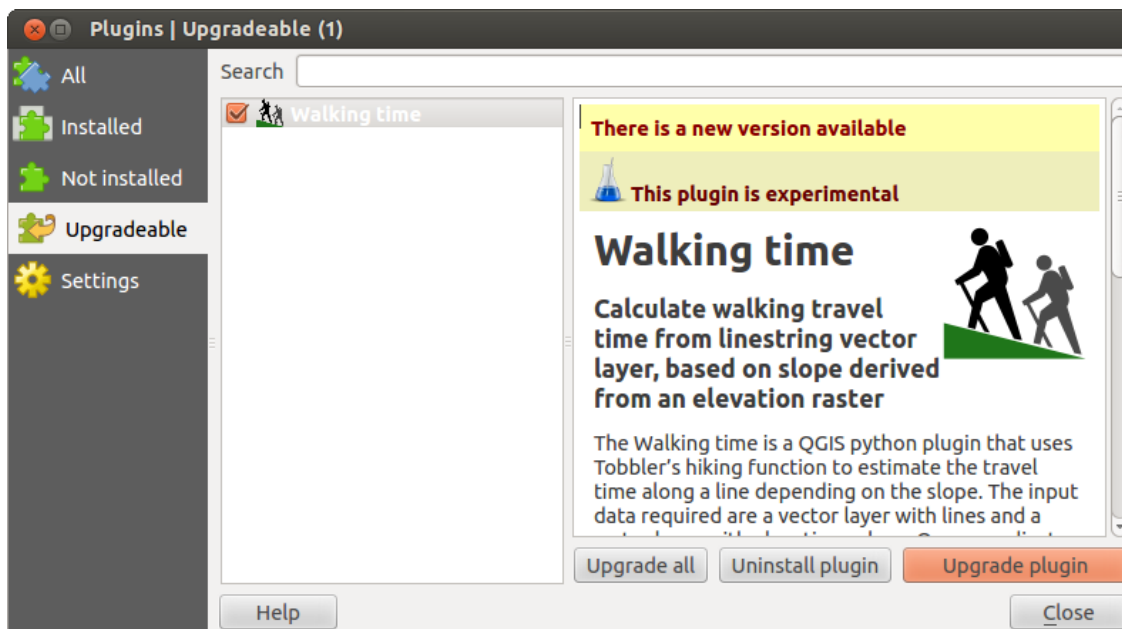 Plugins | Upgradeable (1)
All
Installed
Not installed
Upgradeable
Settings
Search
Walking time
There is a new version available
This plugin is experimental
Walking time
Calculate walking travel
time from linestring vector
layer, based on slope derived
from an elevation raster
The Walking time is a QGIS python plugin that uses
Tobbler's hiking function to estimate the travel
time along a line depending on the slope. The input
data required are a vector layer with lines and a
Upgrade all
Uninstall plugin
Upgrade plugin
Help
Close